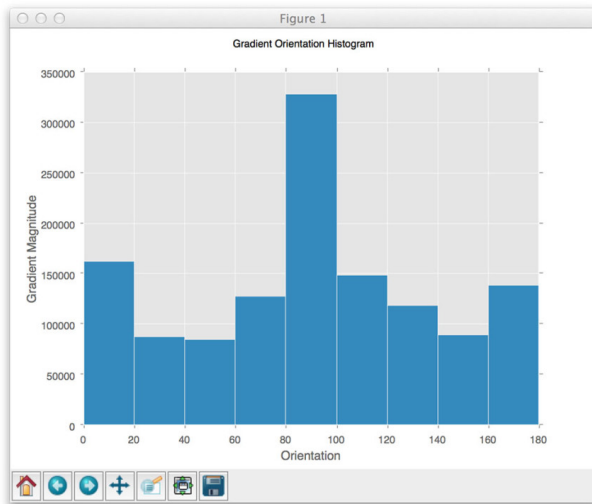 Figure 1
Gradient Orientation Histogram
350000
300000
250000
200000
150000
100000
50000
0
Gradient Magnitude
0 20 40 60 80 100 120 140 160 180
Orientation